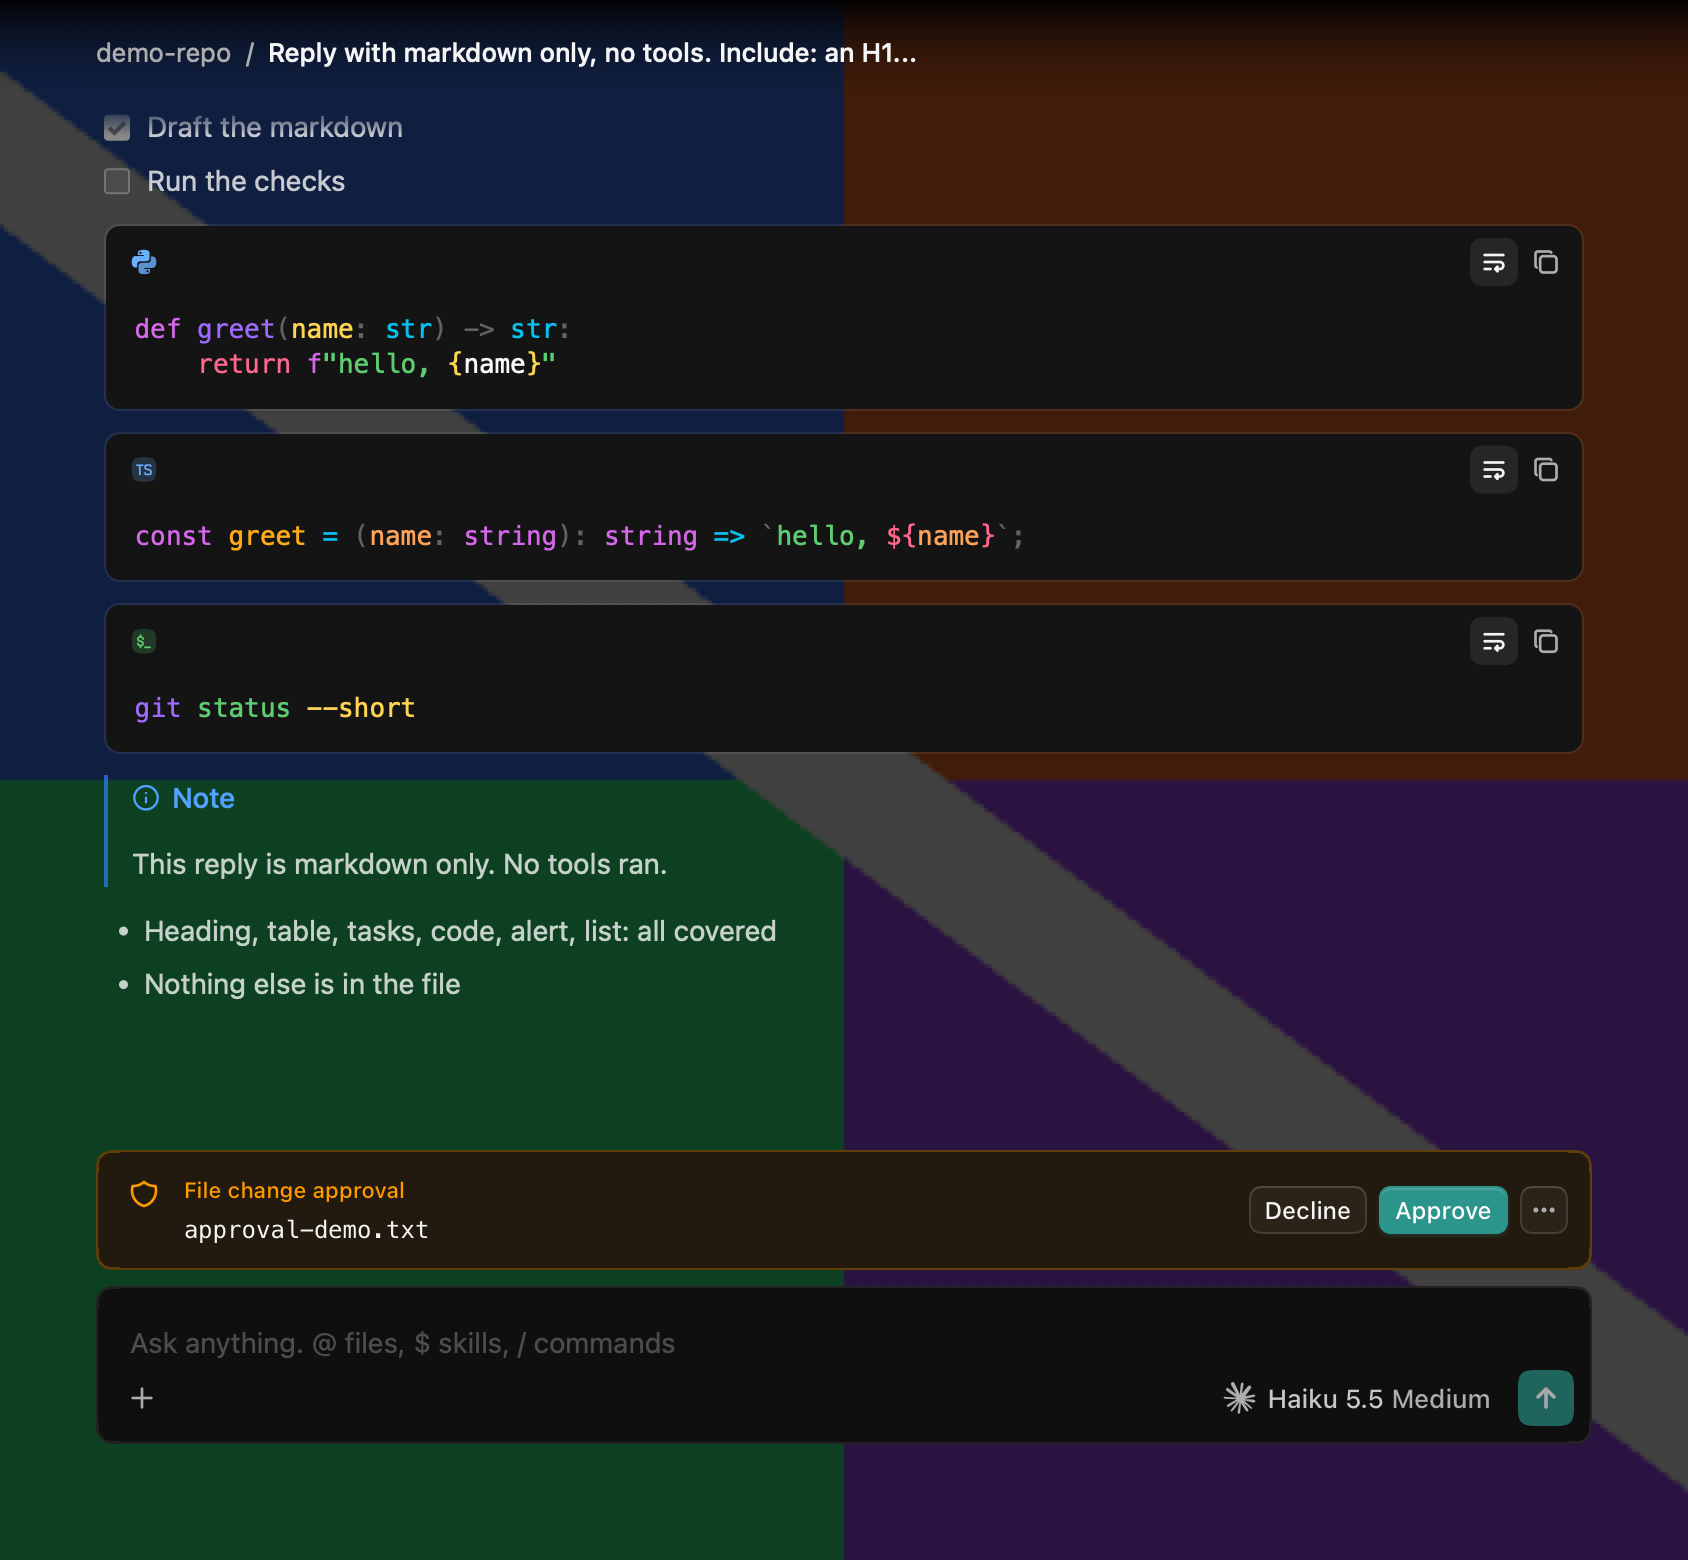 demo-repo / Reply with markdown only, no tools. Include: an H1...
Draft the markdown
Run the checks
def greet(name: str) -> str:
    return f"hello, {name}"
TS
const greet = (name: string): string => `hello, ${name}`;
$_
git status --short
Note
This reply is markdown only. No tools ran.
• Heading, table, tasks, code, alert, list: all covered
• Nothing else is in the file
File change approval
approval-demo.txt
Decline Approve
Ask anything. @ files, $ skills, / commands
Haiku 5.5 Medium